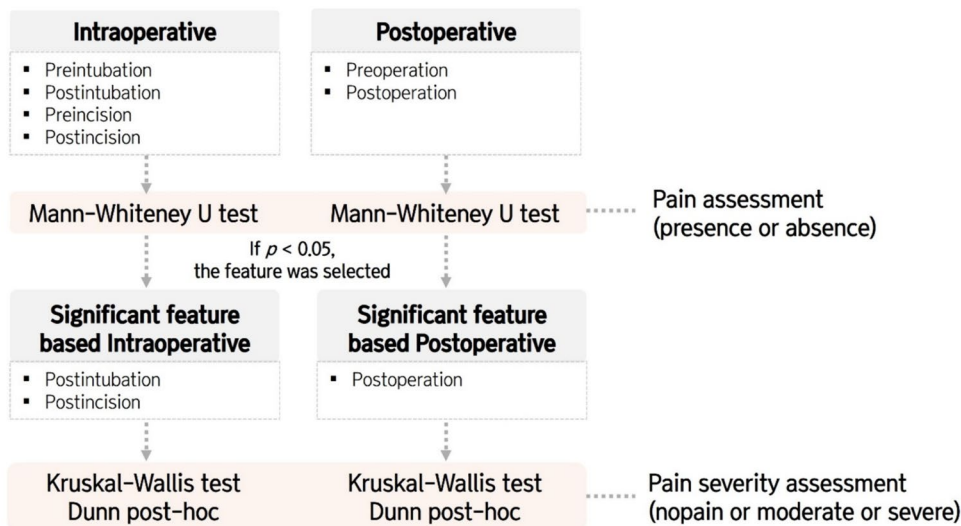 Intraoperative
▪ Preintubation
▪ Postintubation
▪ Preincision
▪ Postincision
Postoperative
▪ Preoperation
▪ Postoperation
Mann-Whiteney U test
Mann-Whiteney U test
Pain assessment
(presence or absence)
If p < 0.05,
the feature was selected
Significant feature
based Intraoperative
▪ Postintubation
▪ Postincision
Significant feature
based Postoperative
▪ Postoperation
Kruskal-Wallis test
Dunn post-hoc
Kruskal-Wallis test
Dunn post-hoc
Pain severity assessment
(nopain or moderate or severe)